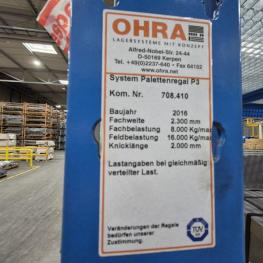 OHRA
LAGERSYSTEME MIT KONZEPT
Alfred-Nobel-Str. 24-44
D-50169 Kerpen
Tel. +49(0)2237-640 • Fax 64152
www.ohra.net
System Palettenregal P3
Kom. Nr. 708.410
Baujahr 2016
Fachweite 2.300 mm
Fachbelastung 8.000 Kg/max
Feldbelastung 16.000 Kg/max
Knicklänge 2.000 mm
Lastangaben bei gleichmäßig
verteilter Last.
Veränderungen der Regale
bedürfen unserer
Zustimmung.
TÜV